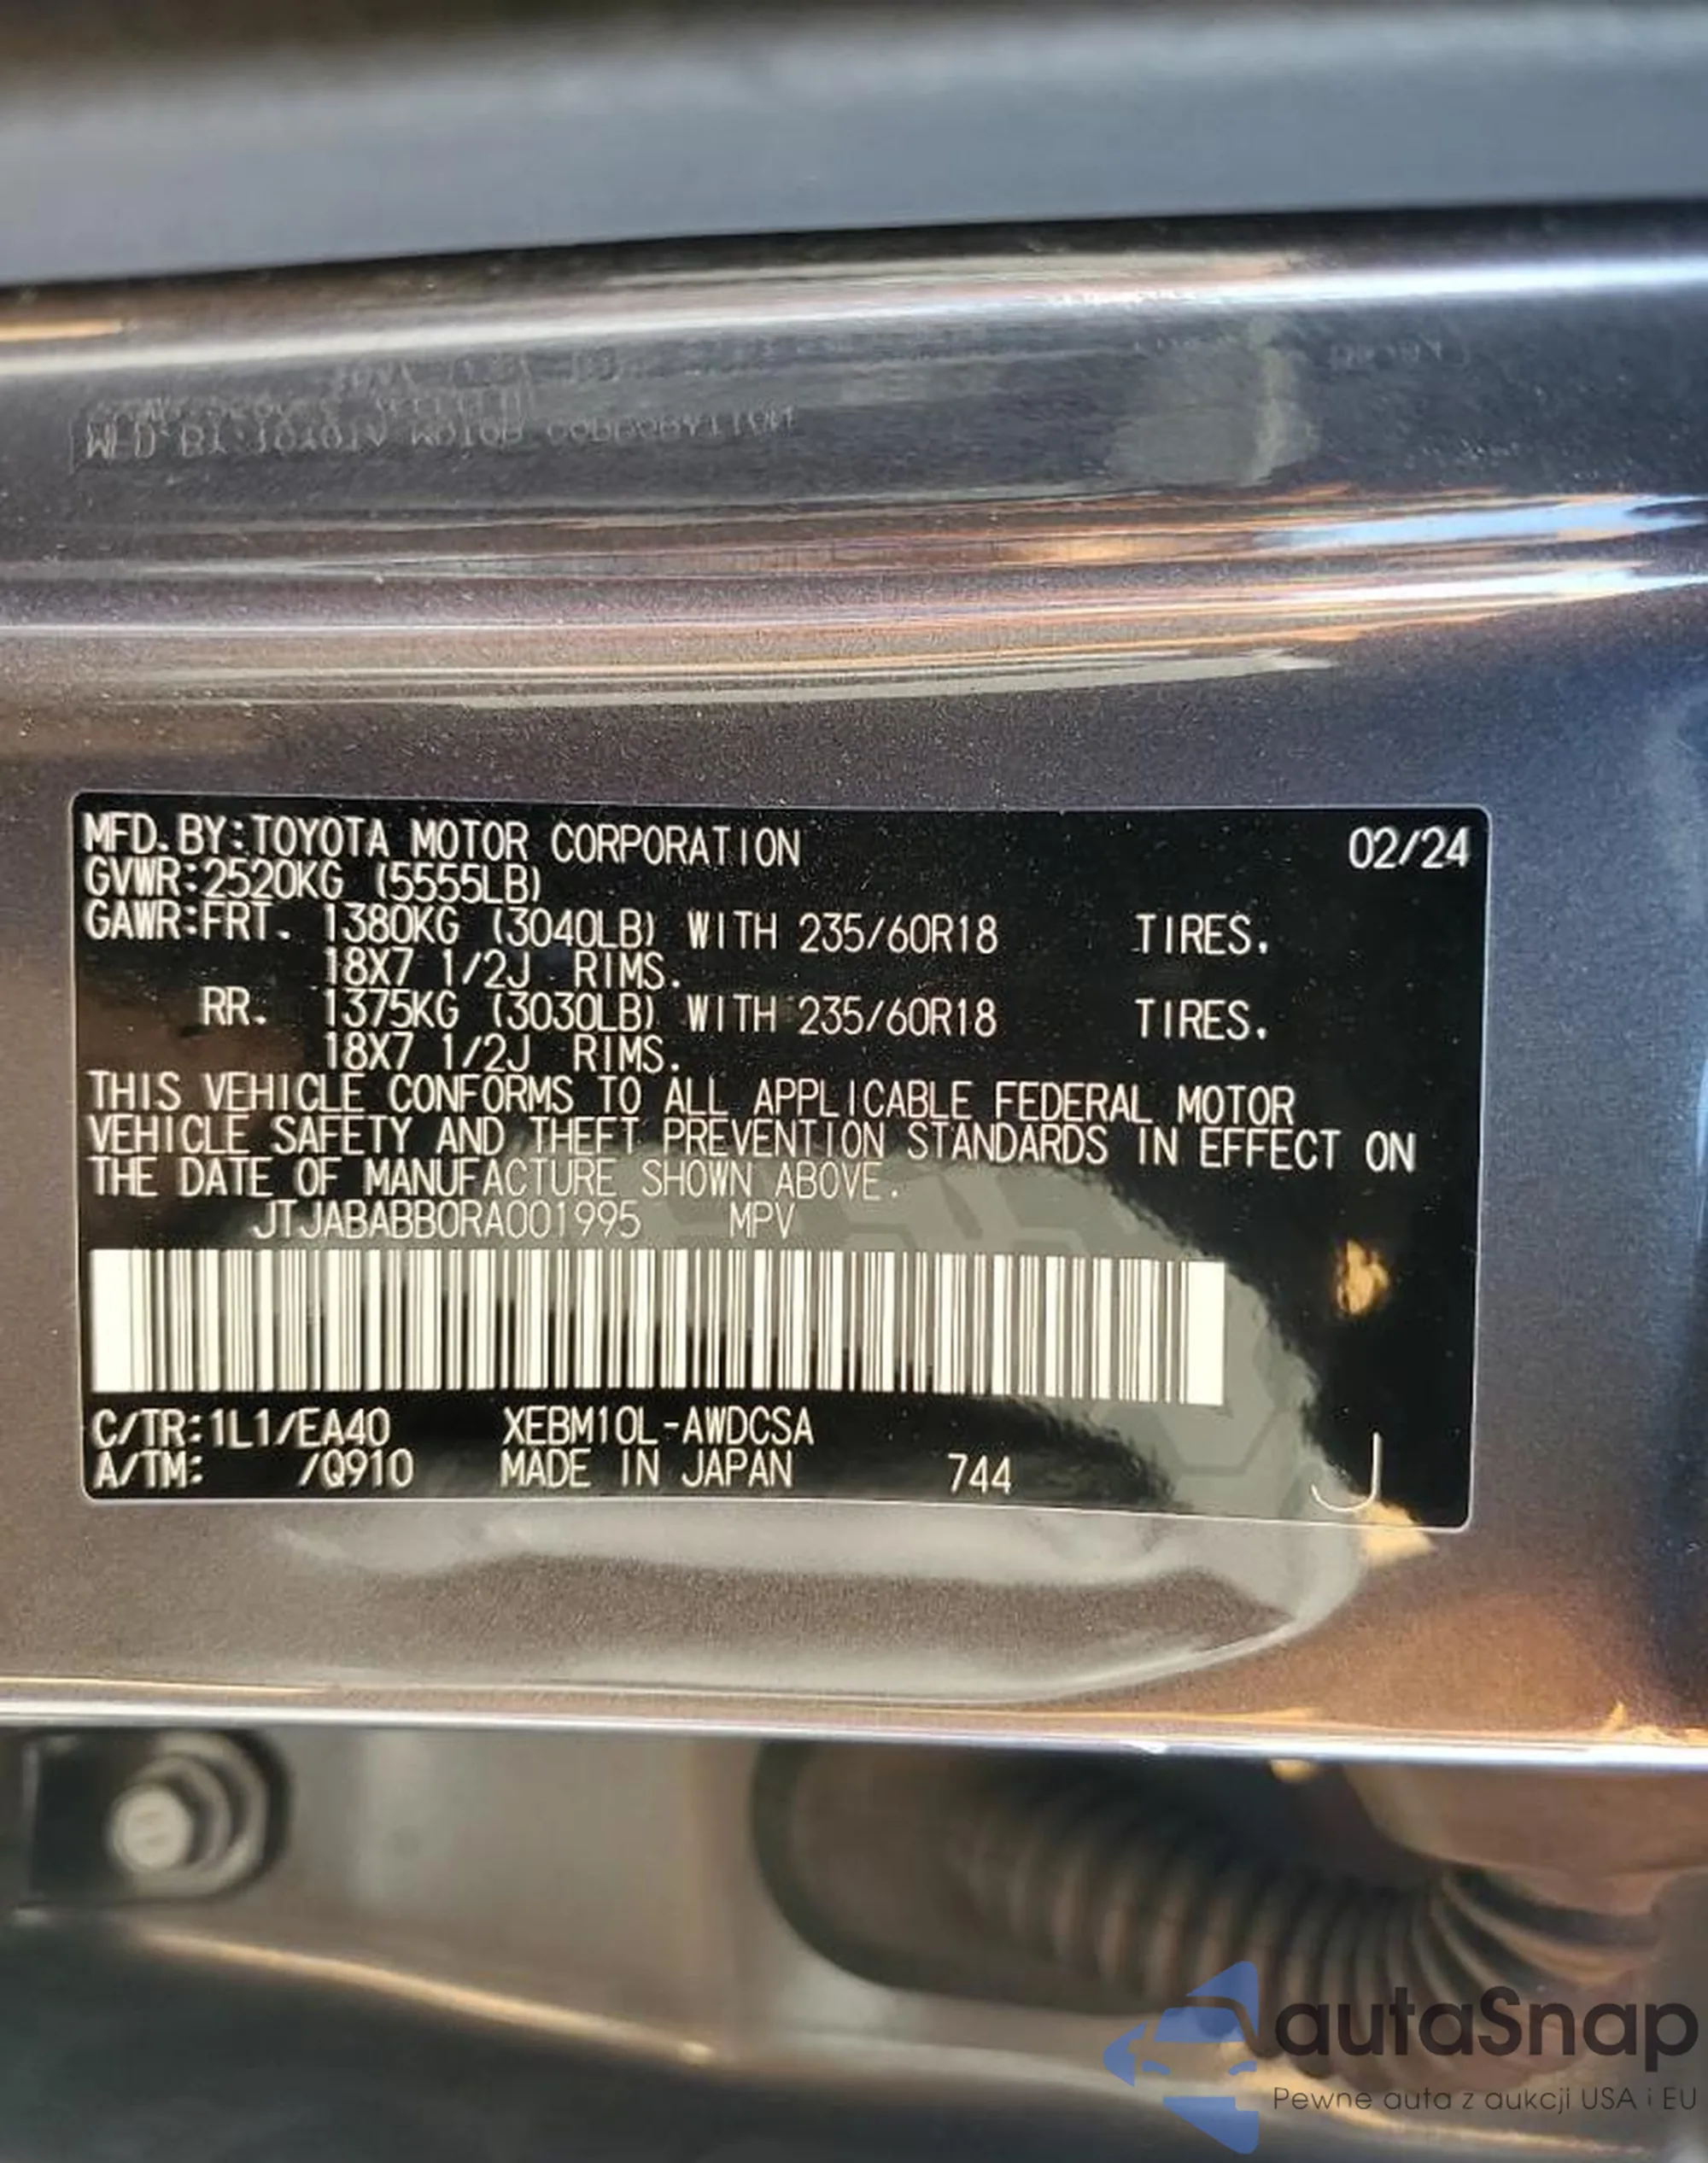 MFD. BY:TOYOTA MOTOR CORPORATION 02/24
GVWR:2520KG (5555LB)
GAWR:FRT. 1380KG (3040LB) WITH 235/60R18 TIRES.
18X7 1/2J RIMS.
RR. 1375KG (3030LB) WITH 235/60R18 TIRES.
18X7 1/2J RIMS.
THIS VEHICLE CONFORMS TO ALL APPLICABLE FEDERAL MOTOR
VEHICLE SAFETY AND THEFT PREVENTION STANDARDS IN EFFECT ON
THE DATE OF MANUFACTURE SHOWN ABOVE.
JTJABABB0RA001995 MPV
C/TR:1L1/EA40 XEBM10L-AWDCSA
A/TM: /Q910 MADE IN JAPAN 744 J
autaSnap
Pewne auta z aukcji USA i EU